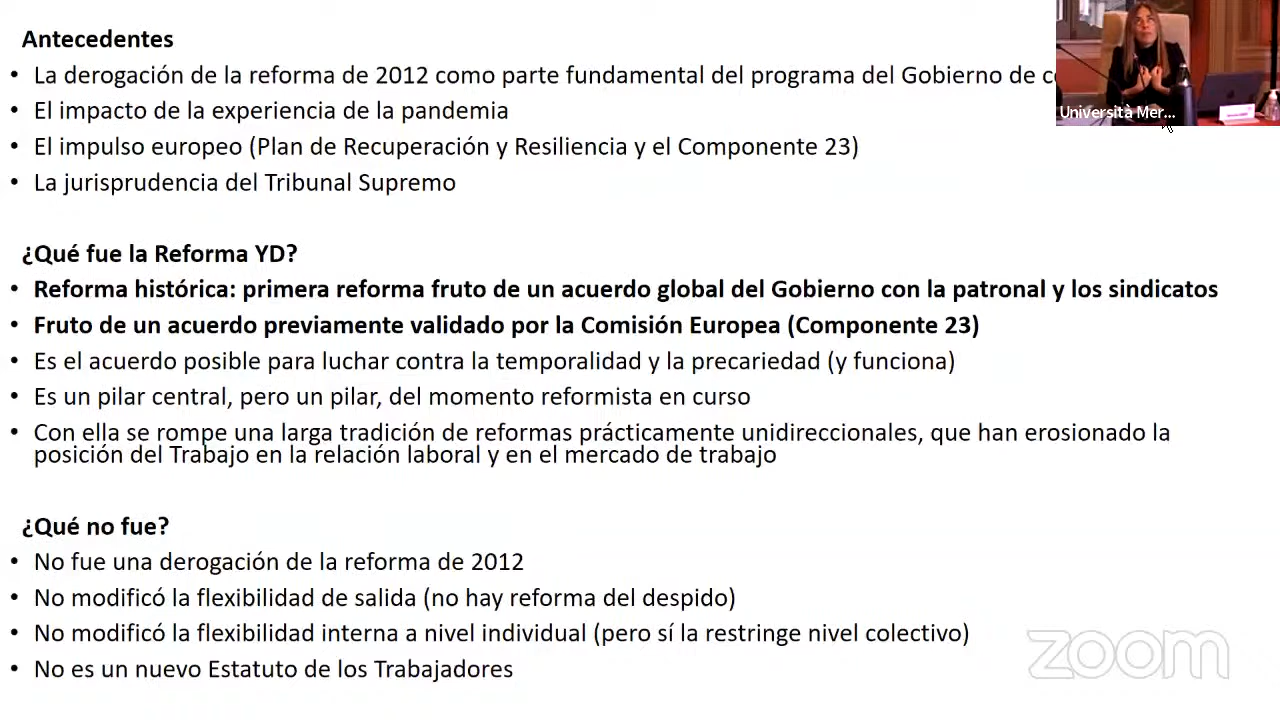 Antecedentes
• La derogación de la reforma de 2012 como parte fundamental del programa del Gobierno de
• El impacto de la experiencia de la pandemia
• El impulso europeo (Plan de Recuperación y Resiliencia y el Componente 23)
Università Mer...
• La jurisprudencia del Tribunal Supremo
¿Qué fue la Reforma YD?
• Reforma histórica: primera reforma fruto de un acuerdo global del Gobierno con la patronal y los sindicatos
• Fruto de un acuerdo previamente validado por la Comisión Europea (Componente 23)
• Es el acuerdo posible para luchar contra la temporalidad y la precariedad (y funciona)
• Es un pilar central, pero un pilar, del momento reformista en curso
• Con ella se rompe una larga tradición de reformas prácticamente unidireccionales, que han erosionado la
posición del Trabajo en la relación laboral y en el mercado de trabajo
¿Qué no fue?
• No fue una derogación de la reforma de 2012
• No modificó la flexibilidad de salida (no hay reforma del despido)
• No modificó la flexibilidad interna a nivel individual (pero sí la restringe nivel colectivo)
• No es un nuevo Estatuto de los Trabajadores
zoom